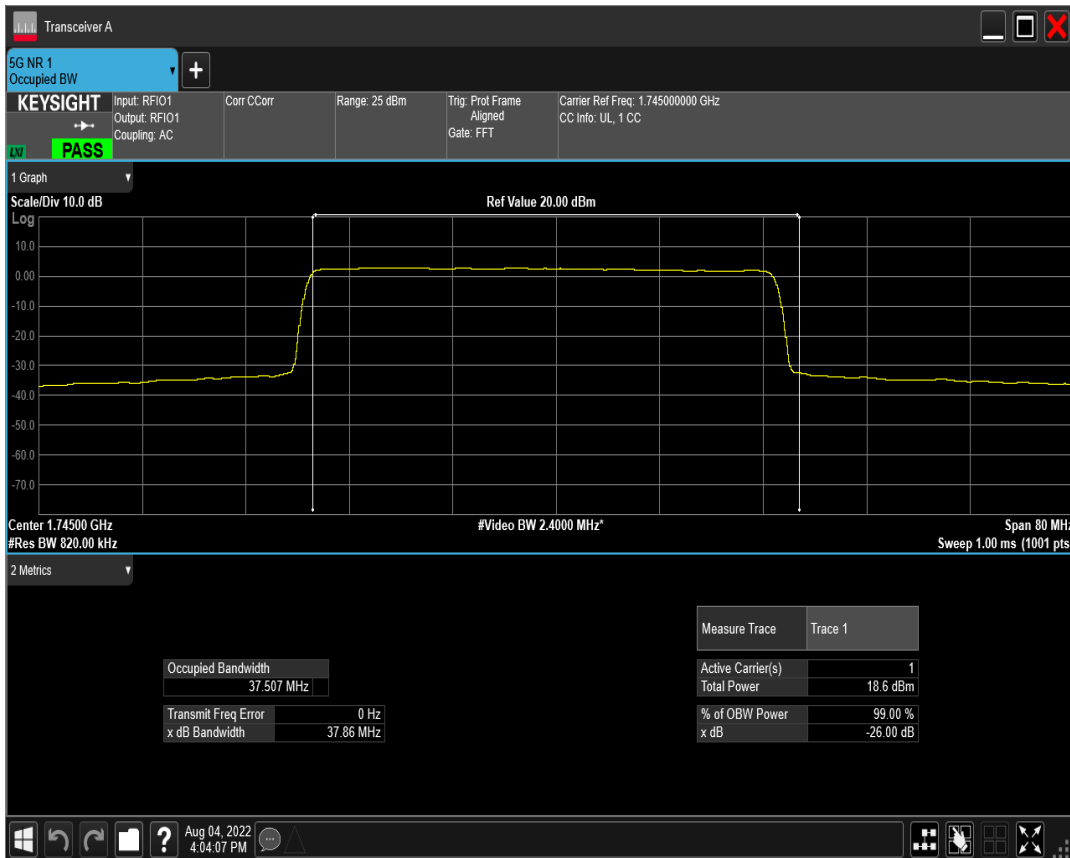 Transceiver A
5G NR 1
Occupied BW
+
KEYSIGHT
LXI
PASS
Input: RFIO1
Output: RFIO1
Coupling: AC
Corr CCorr
Range: 25 dBm
Trig: Prot Frame
Aligned
Gate: FFT
Carrier Ref Freq: 1.745000000 GHz
CC Info: UL, 1 CC
1 Graph
Scale/Div 10.0 dB
Ref Value 20.00 dBm
Log
10.0
0.00
-10.0
-20.0
-30.0
-40.0
-50.0
-60.0
-70.0
Center 1.74500 GHz
#Video BW 2.4000 MHz*
Span 80 MHz
#Res BW 820.00 kHz
Sweep 1.00 ms (1001 pts
2 Metrics
Measure Trace Trace 1
Occupied Bandwidth
37.507 MHz
Active Carrier(s) 1
Total Power 18.6 dBm
Transmit Freq Error 0 Hz
x dB Bandwidth 37.86 MHz
% of OBW Power 99.00 %
x dB -26.00 dB
?
Aug 04, 2022
4:04:07 PM